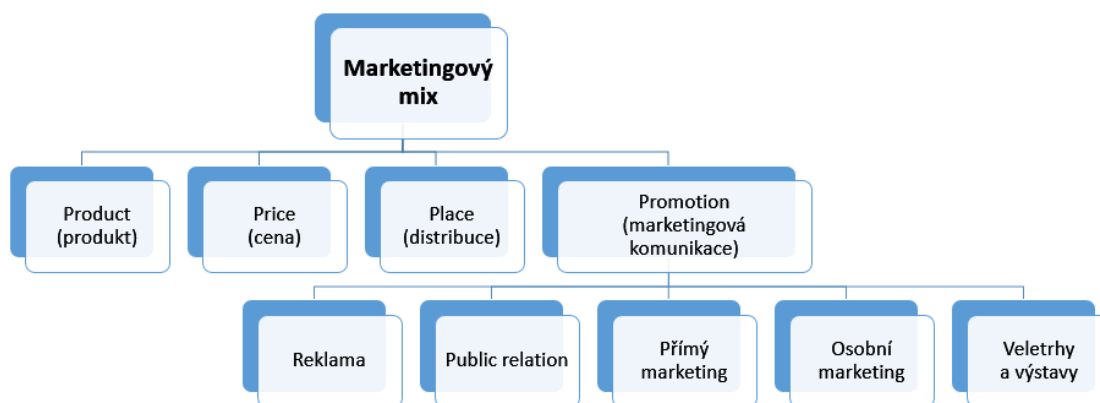 Marketingový
mix
Product
(produkt)
Price
(cena)
Place
(distribuce)
Promotion
(marketingová
komunikace)
Reklama
Public relation
Přímý
marketing
Osobní
marketing
Veletrhy
a výstavy